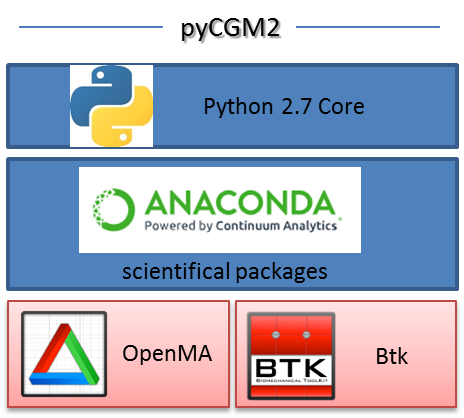 pyCGM2
Python 2.7 Core
ANACONDA
Powered by Continuum Analytics
scientifical packages
OpenMA
BTK
BIOMECHANICAL TOOLKIT
Btk